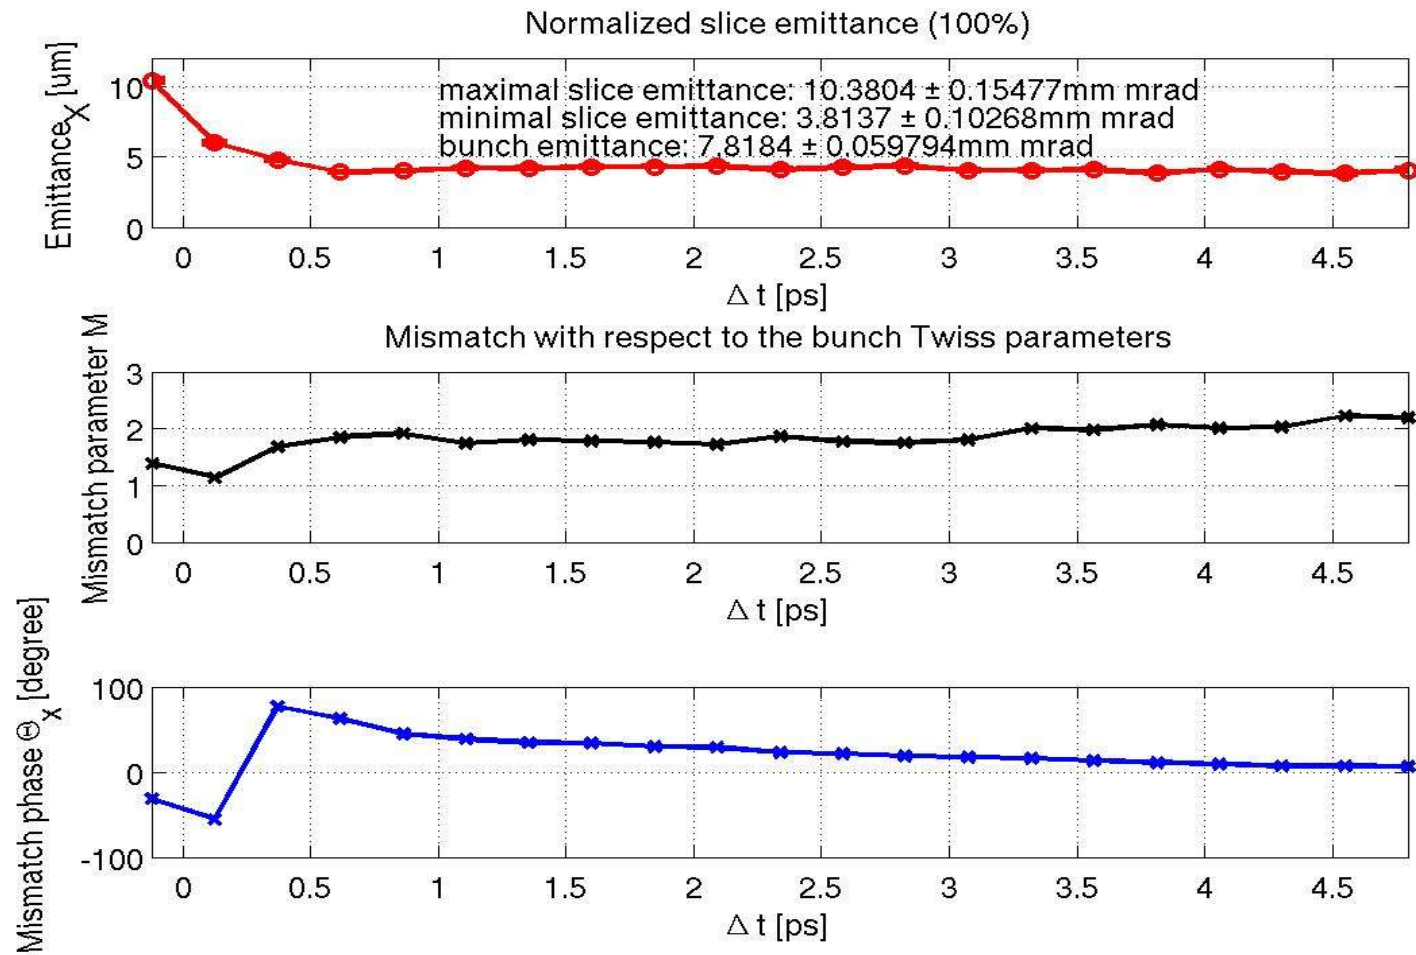 Normalized slice emittance (100%)
Emittance_X [um]
10
5
0
maximal slice emittance: 10.3804 ± 0.15477mm mrad
minimal slice emittance: 3.8137 ± 0.10268mm mrad
bunch emittance: 7.8184 ± 0.059794mm mrad
0 0.5 1 1.5 2 2.5 3 3.5 4 4.5
Δ t [ps]
Mismatch with respect to the bunch Twiss parameters
Mismatch parameter M
3
2
1
0
0 0.5 1 1.5 2 2.5 3 3.5 4 4.5
Δ t [ps]
Mismatch phase Θ_x [degree]
100
0
-100
0 0.5 1 1.5 2 2.5 3 3.5 4 4.5
Δ t [ps]